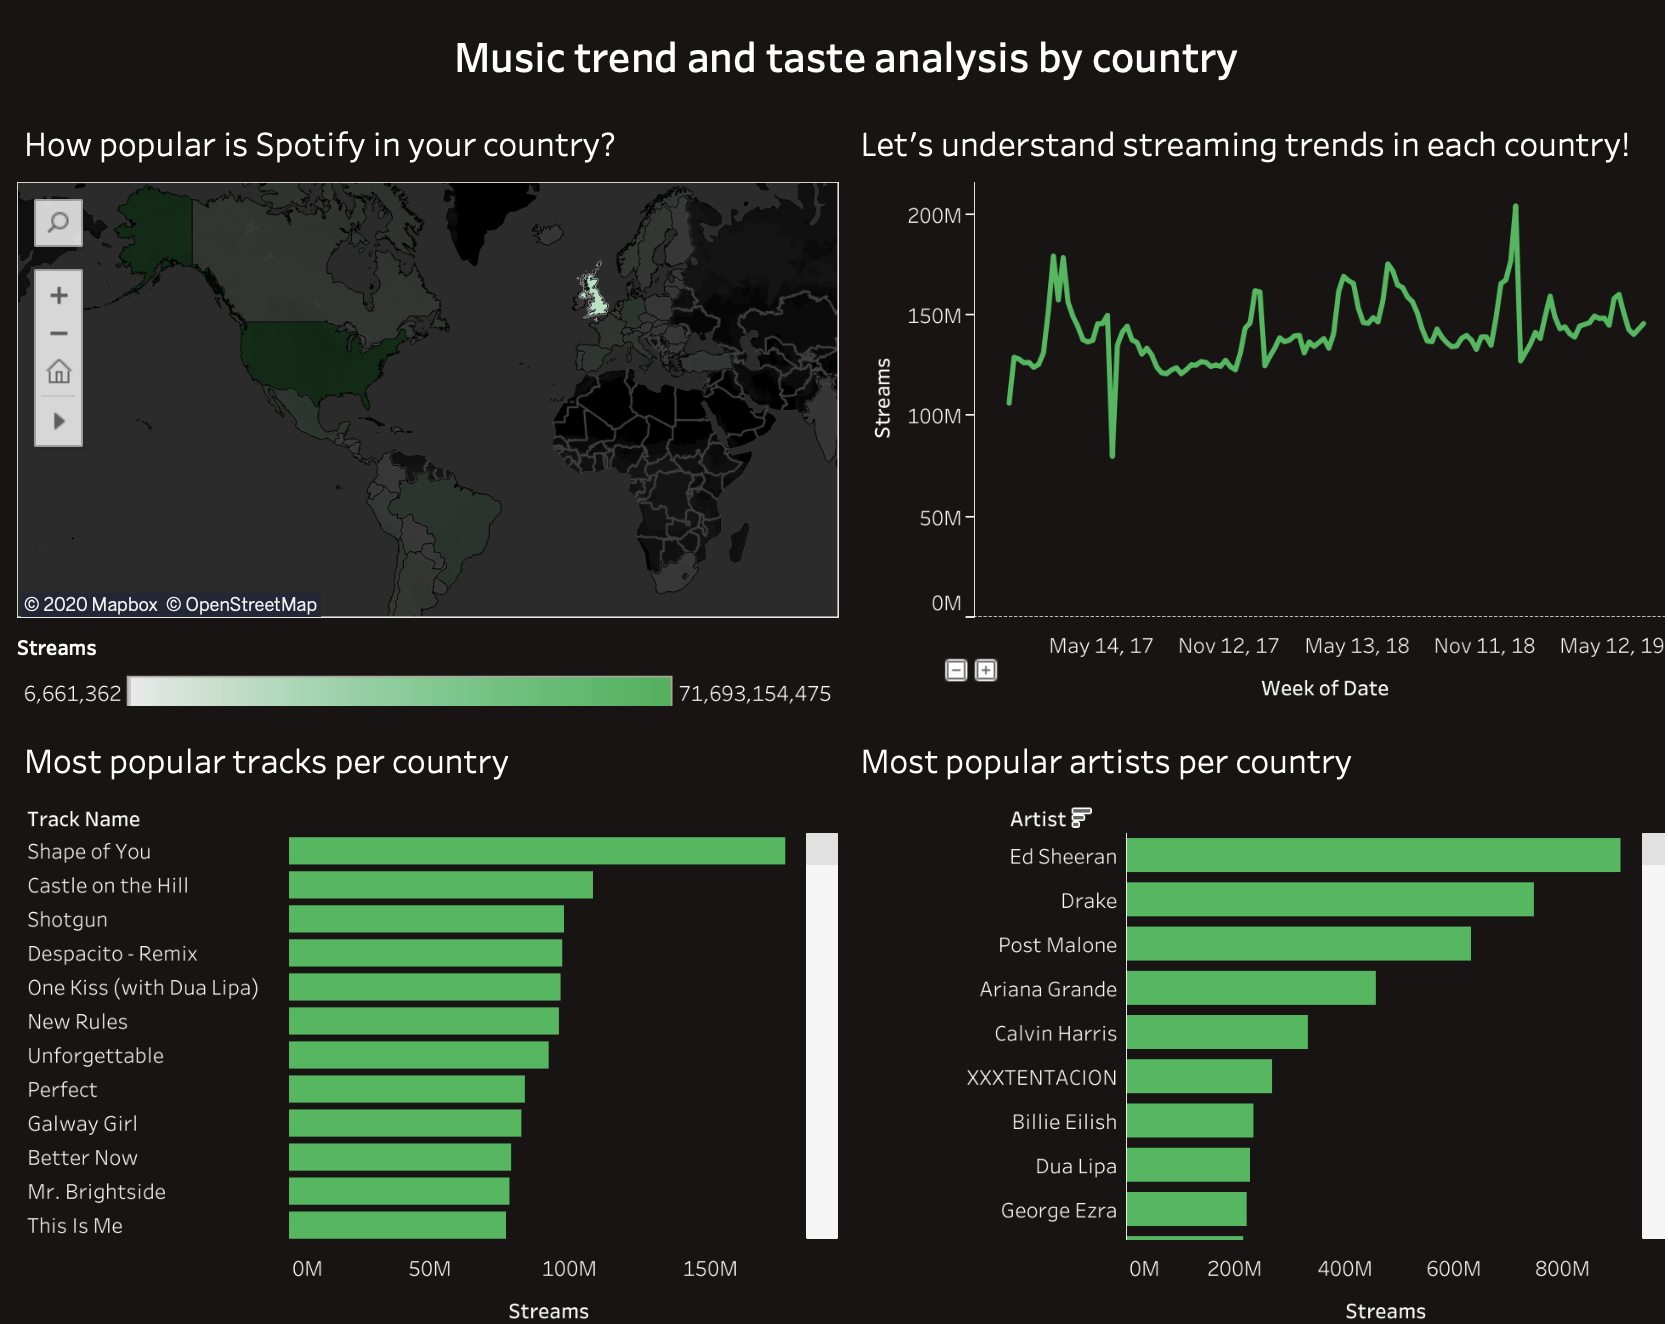 Music trend and taste analysis by country
How popular is Spotify in your country?
© 2020 Mapbox © OpenStreetMap
Streams
6,661,362
71,693,154,475
Let’s understand streaming trends in each country!
Streams
200M
150M
100M
50M
0M
May 14, 17
Nov 12, 17
May 13, 18
Nov 11, 18
May 12, 19
Week of Date
Most popular tracks per country
Track Name
Shape of You
Castle on the Hill
Shotgun
Despacito - Remix
One Kiss (with Dua Lipa)
New Rules
Unforgettable
Perfect
Galway Girl
Better Now
Mr. Brightside
This Is Me
0M
50M
100M
150M
Streams
Most popular artists per country
Artist
Ed Sheeran
Drake
Post Malone
Ariana Grande
Calvin Harris
XXXTENTACION
Billie Eilish
Dua Lipa
George Ezra
0M
200M
400M
600M
800M
Streams